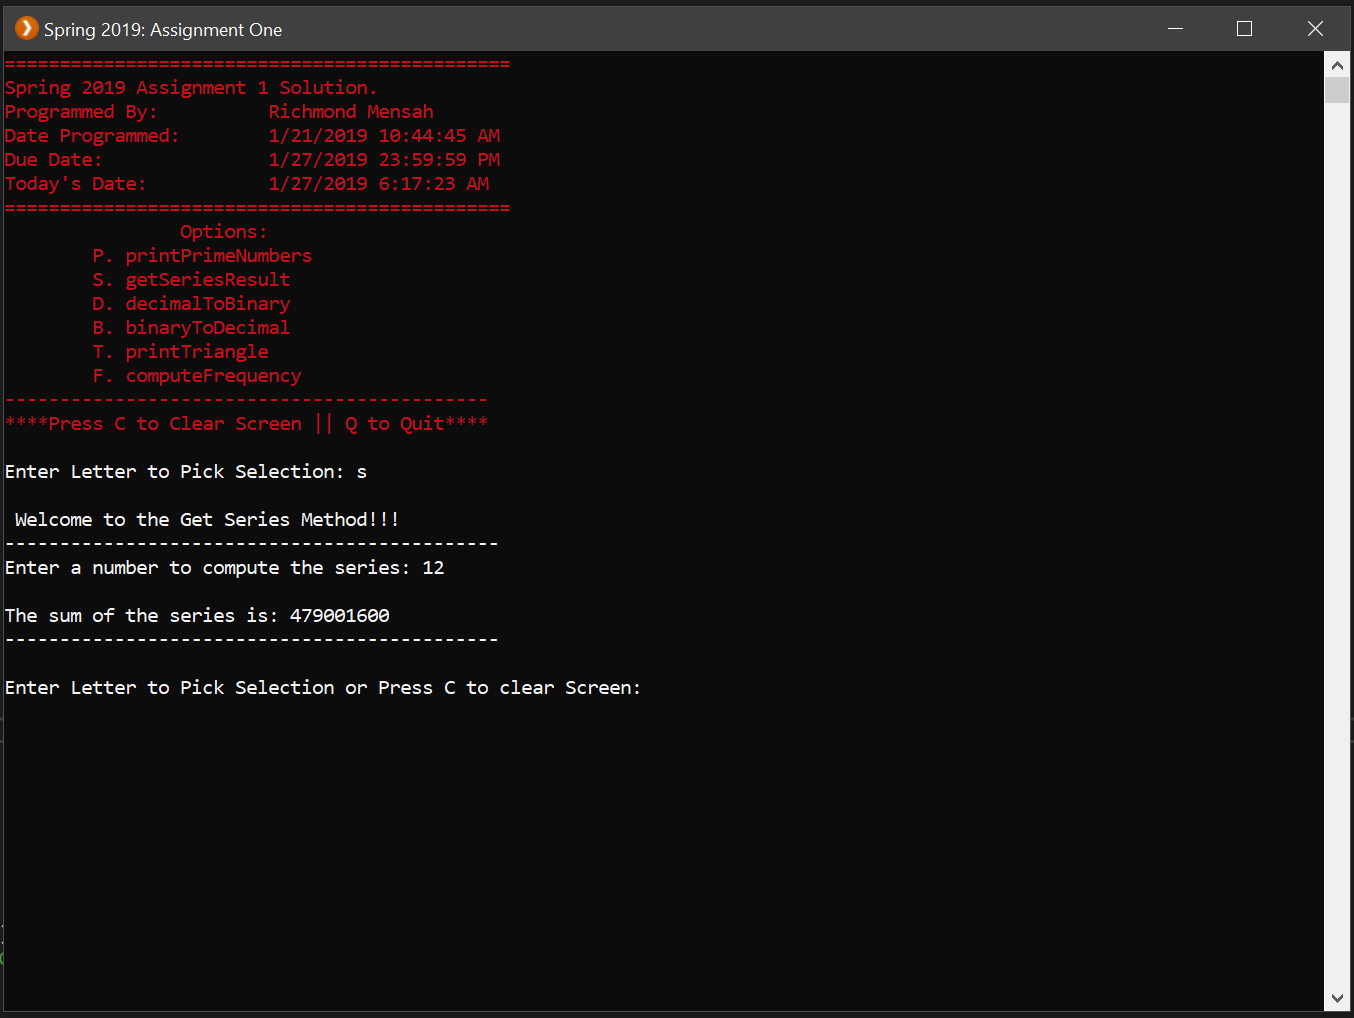 Spring 2019: Assignment One
==============================================
Spring 2019 Assignment 1 Solution.
Programmed By:          Richmond Mensah
Date Programmed:        1/21/2019 10:44:45 AM
Due Date:               1/27/2019 23:59:59 PM
Today's Date:           1/27/2019 6:17:23 AM
==============================================
                Options:
        P. printPrimeNumbers
        S. getSeriesResult
        D. decimalToBinary
        B. binaryToDecimal
        T. printTriangle
        F. computeFrequency
--------------------------------------------
****Press C to Clear Screen || Q to Quit****
Enter Letter to Pick Selection: s
 Welcome to the Get Series Method!!!
---------------------------------------------
Enter a number to compute the series: 12
The sum of the series is: 479001600
---------------------------------------------
Enter Letter to Pick Selection or Press C to clear Screen: